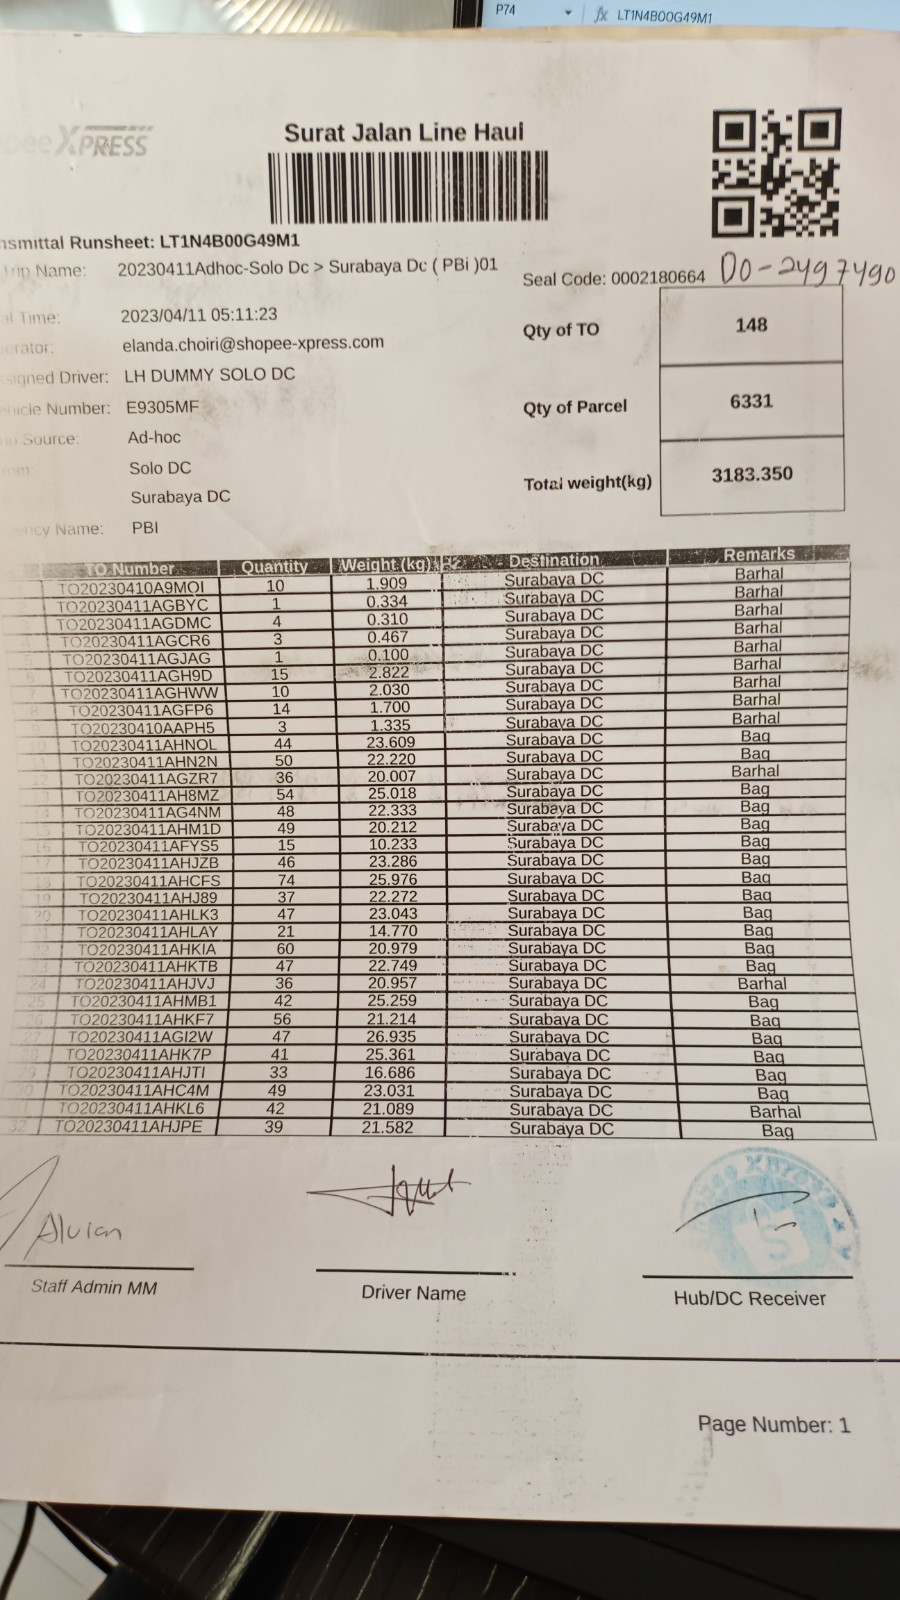 P74 fx LT1N4B00G49M1
XPRESS
Surat Jalan Line Haul
nsmittal Runsheet: LT1N4B00G49M1
Trip Name: 20230411Adhoc-Solo Dc > Surabaya Dc ( PBi )01
Seal Code: 0002180664 DO-2497490
al Time: 2023/04/11 05:11:23
Qty of TO 148
erator: elanda.choiri@shopee-xpress.com
signed Driver: LH DUMMY SOLO DC
hicle Number: E9305MF
Qty of Parcel 6331
Source: Ad-hoc
om: Solo DC
Total weight(kg) 3183.350
Surabaya DC
ncy Name: PBI
TO Number Quantity Weight (kg) Destination Remarks
TO20230410A9MOI 10 1.909 Surabaya DC Barhal
TO20230411AGBYC 1 0.334 Surabaya DC Barhal
TO20230411AGDMC 4 0.310 Surabaya DC Barhal
TO20230411AGCR6 3 0.467 Surabaya DC Barhal
TO20230411AGJAG 1 0.100 Surabaya DC Barhal
6 TO20230411AGH9D 15 2.822 Surabaya DC Barhal
7 TO20230411AGHWW 10 2.030 Surabaya DC Barhal
8 TO20230411AGFP6 14 1.700 Surabaya DC Barhal
TO20230410AAPH5 3 1.335 Surabaya DC Barhal
TO20230411AHNOL 44 23.609 Surabaya DC Bag
TO20230411AHN2N 50 22.220 Surabaya DC Bag
12 TO20230411AGZR7 36 20.007 Surabaya DC Barhal
TO20230411AH8MZ 54 25.018 Surabaya DC Bag
14 TO20230411AG4NM 48 22.333 Surabaya DC Bag
15 TO20230411AHM1D 49 20.212 Surabaya DC Bag
16 TO20230411AFYS5 15 10.233 Surabaya DC Bag
TO20230411AHJZB 46 23.286 Surabaya DC Bag
18 TO20230411AHCFS 74 25.976 Surabaya DC Bag
19 TO20230411AHJ89 37 22.272 Surabaya DC Bag
20 TO20230411AHLK3 47 23.043 Surabaya DC Bag
TO20230411AHLAY 21 14.770 Surabaya DC Bag
TO20230411AHKIA 60 20.979 Surabaya DC Bag
TO20230411AHKTB 47 22.749 Surabaya DC Bag
24 TO20230411AHJVJ 36 20.957 Surabaya DC Barhal
25 TO20230411AHMB1 42 25.259 Surabaya DC Bag
26 TO20230411AHKF7 56 21.214 Surabaya DC Bag
27 TO20230411AGI2W 47 26.935 Surabaya DC Bag
28 TO20230411AHK7P 41 25.361 Surabaya DC Bag
29 TO20230411AHJTI 33 16.686 Surabaya DC Bag
30 TO20230411AHC4M 49 23.031 Surabaya DC Bag
TO20230411AHKL6 42 21.089 Surabaya DC Barhal
32 TO20230411AHJPE 39 21.582 Surabaya DC Bag
Alvian
Staff Admin MM
Driver Name
Hub/DC Receiver
Page Number: 1